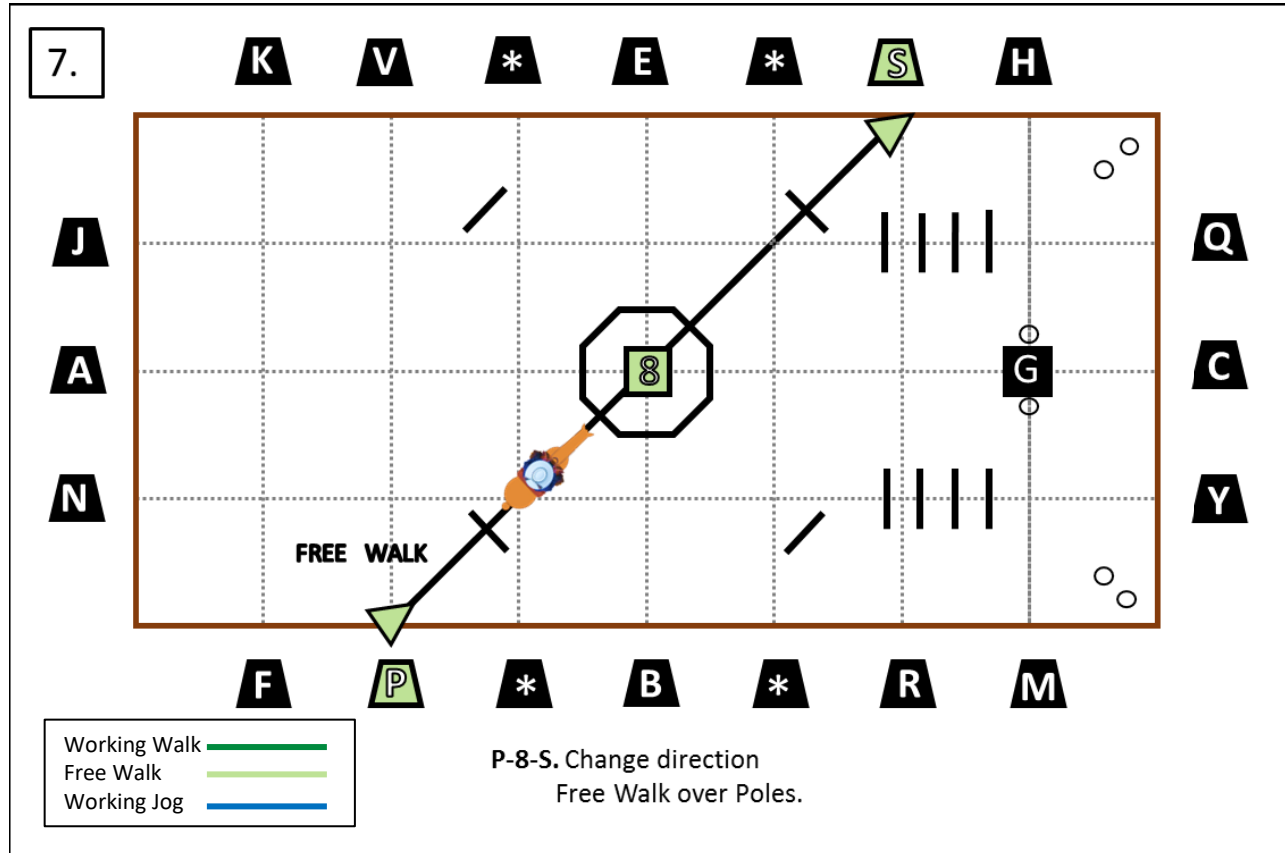 7.
K V * E * S H
J Q
8
A G C
N Y
FREE WALK
F P * B * R M
Working Walk
Free Walk
Working Jog
P-8-S. Change direction
Free Walk over Poles.